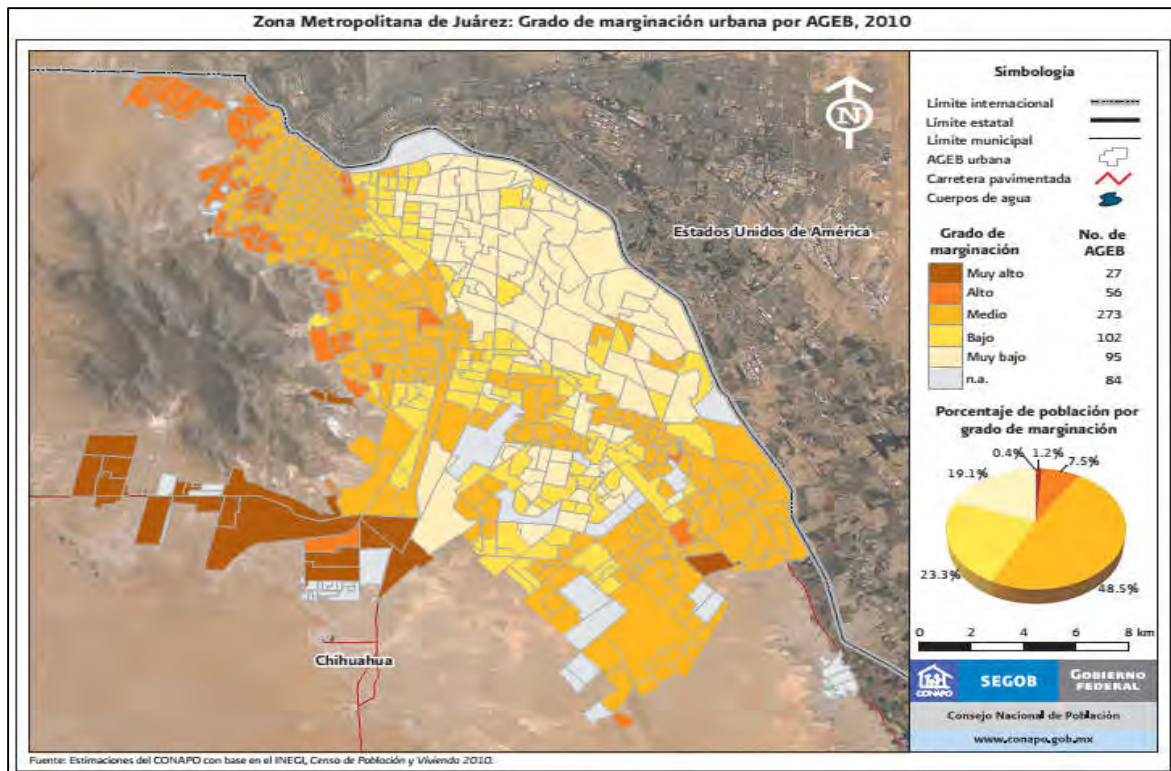 Zona Metropolitana de Juárez: Grado de marginación urbana por AGEB, 2010
N
Estados Unidos de América
Chihuahua
Simbología
Límite internacional
Límite estatal
Límite municipal
AGEB urbana
Carretera pavimentada
Cuerpos de agua
Grado de marginación No. de AGEB
Muy alto 27
Alto 56
Medio 273
Bajo 102
Muy bajo 95
n.a. 84
Porcentaje de población por
grado de marginación
0.4% 1.2%
7.5%
19.1%
23.3%
48.5%
0 2 4 6 8 km
CONAPO
SEGOB
GOBIERNO
FEDERAL
Consejo Nacional de Población
www.conapo.gob.mx
Fuente: Estimaciones del CONAPO con base en el INEGI, Censo de Población y Vivienda 2010.